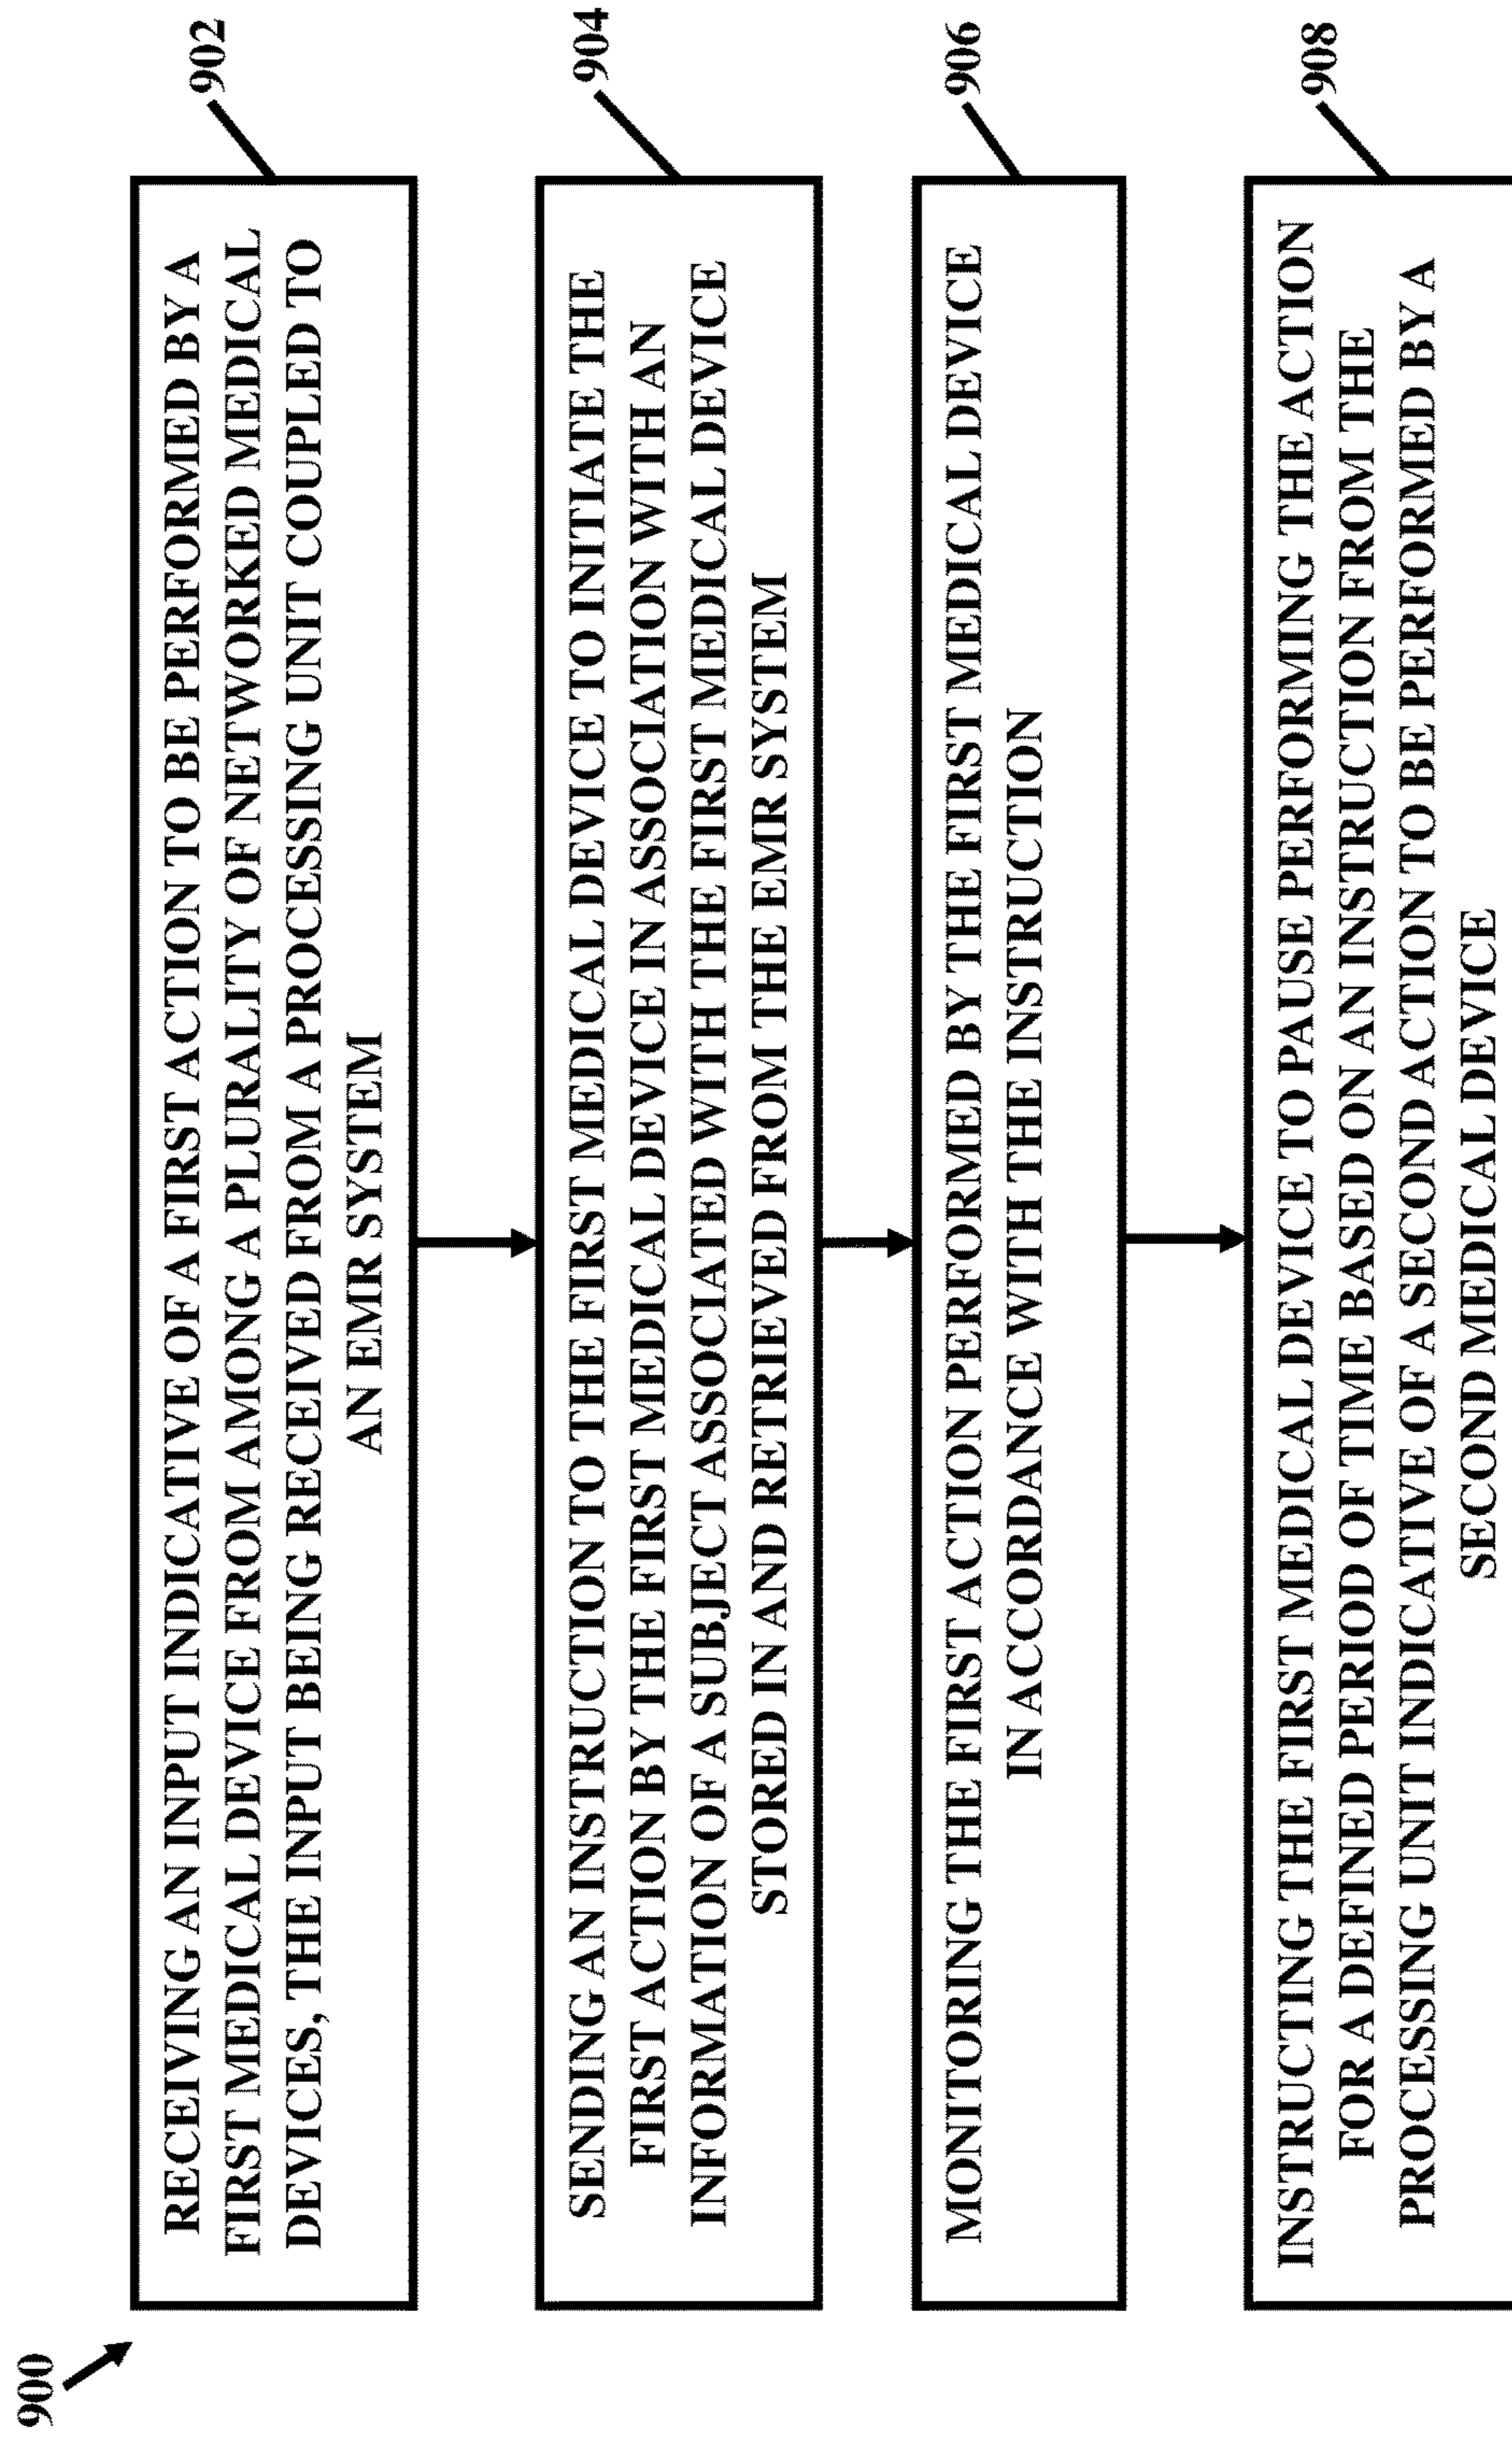 900
RECEIVING AN INPUT INDICATIVE OF A FIRST ACTION TO BE PERFORMED BY A
FIRST MEDICAL DEVICE FROM AMONG A PLURALITY OF NETWORKED MEDICAL
DEVICES, THE INPUT BEING RECEIVED FROM A PROCESSING UNIT COUPLED TO
AN EMR SYSTEM
902
SENDING AN INSTRUCTION TO THE FIRST MEDICAL DEVICE TO INITIATE THE
FIRST ACTION BY THE FIRST MEDICAL DEVICE IN ASSOCIATION WITH AN
INFORMATION OF A SUBJECT ASSOCIATED WITH THE FIRST MEDICAL DEVICE
STORED IN AND RETRIEVED FROM THE EMR SYSTEM
904
MONITORING THE FIRST ACTION PERFORMED BY THE FIRST MEDICAL DEVICE
IN ACCORDANCE WITH THE INSTRUCTION
906
INSTRUCTING THE FIRST MEDICAL DEVICE TO PAUSE PERFORMING THE ACTION
FOR A DEFINED PERIOD OF TIME BASED ON AN INSTRUCTION FROM THE
PROCESSING UNIT INDICATIVE OF A SECOND ACTION TO BE PERFORMED BY A
SECOND MEDICAL DEVICE
908